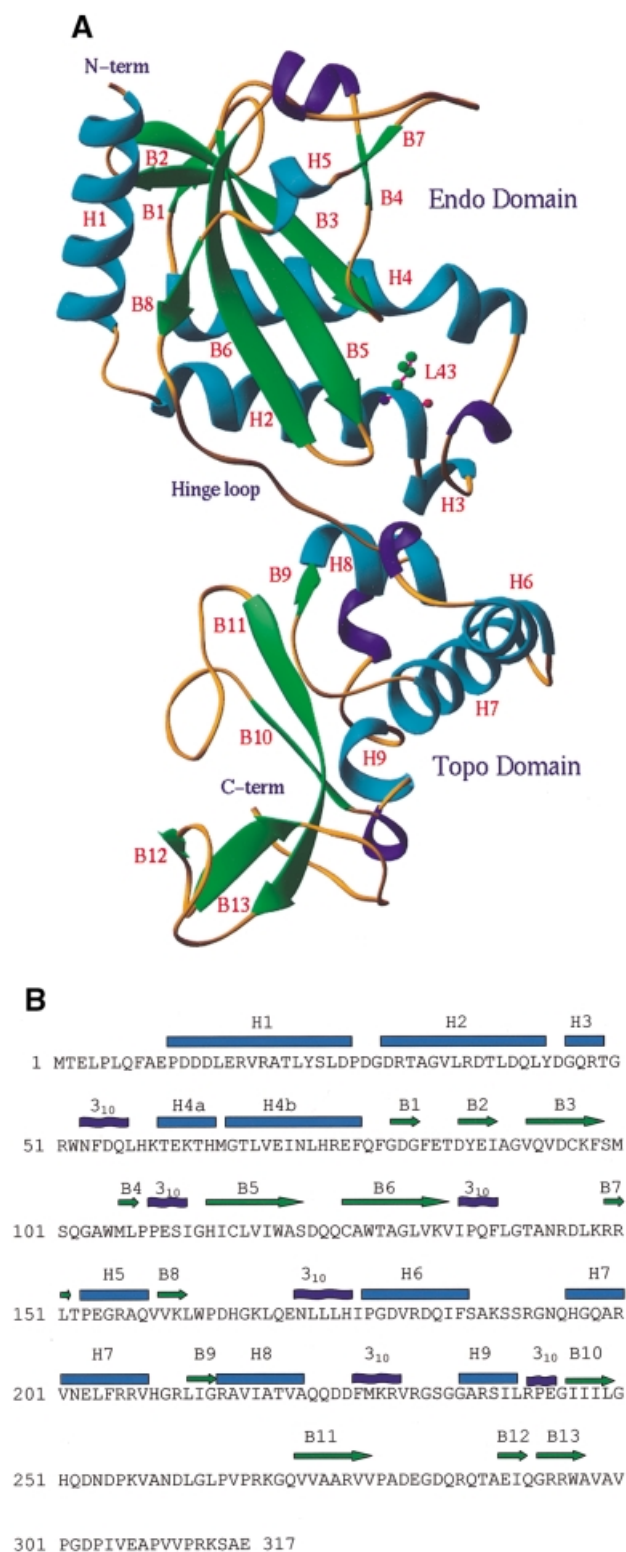 A
N-term
B7
B2
H5
B4
Endo Domain
H1
B1
B3
H4
B8
B6
B5
L43
H2
Hinge loop
H3
B9
H8
H6
B11
H7
B10
H9
Topo Domain
C-term
B12
B13
B
H1 H2 H3
1 MTELPLQFAEPDDDLERVRATLYSLDPDGDRTAGVLRDTLDQLYDGQRTG
3₁₀ H4a H4b B1 B2 B3
51 RWNFDQLHKTEKTHMGTLVEINLHREFQFGDGFETDYEIAGVQVDCKFSM
B4 3₁₀ B5 B6 3₁₀ B7
101 SQGAWMLPPESIGHICLVIWASDQQCAWTAGLVKVIPQFLGTANRDLKRR
H5 B8 3₁₀ H6 H7
151 LTPEGRAQVVKLWPDHGKLQENLLLHIPGDVRDQIFSAKSSRGNQHGQAR
H7 B9 H8 3₁₀ H9 3₁₀ B10
201 VNELFRRVHGRLIGRAVIATVAQQDDFMKRVRGSGGARSILRPEGIIILG
B11 B12 B13
251 HQDNDPKVANDLGLPVPRKGQVVAARVVPADEGDQRQTAEIQGRRWAVAV
301 PGDPIVEAPVVPRKSAE 317